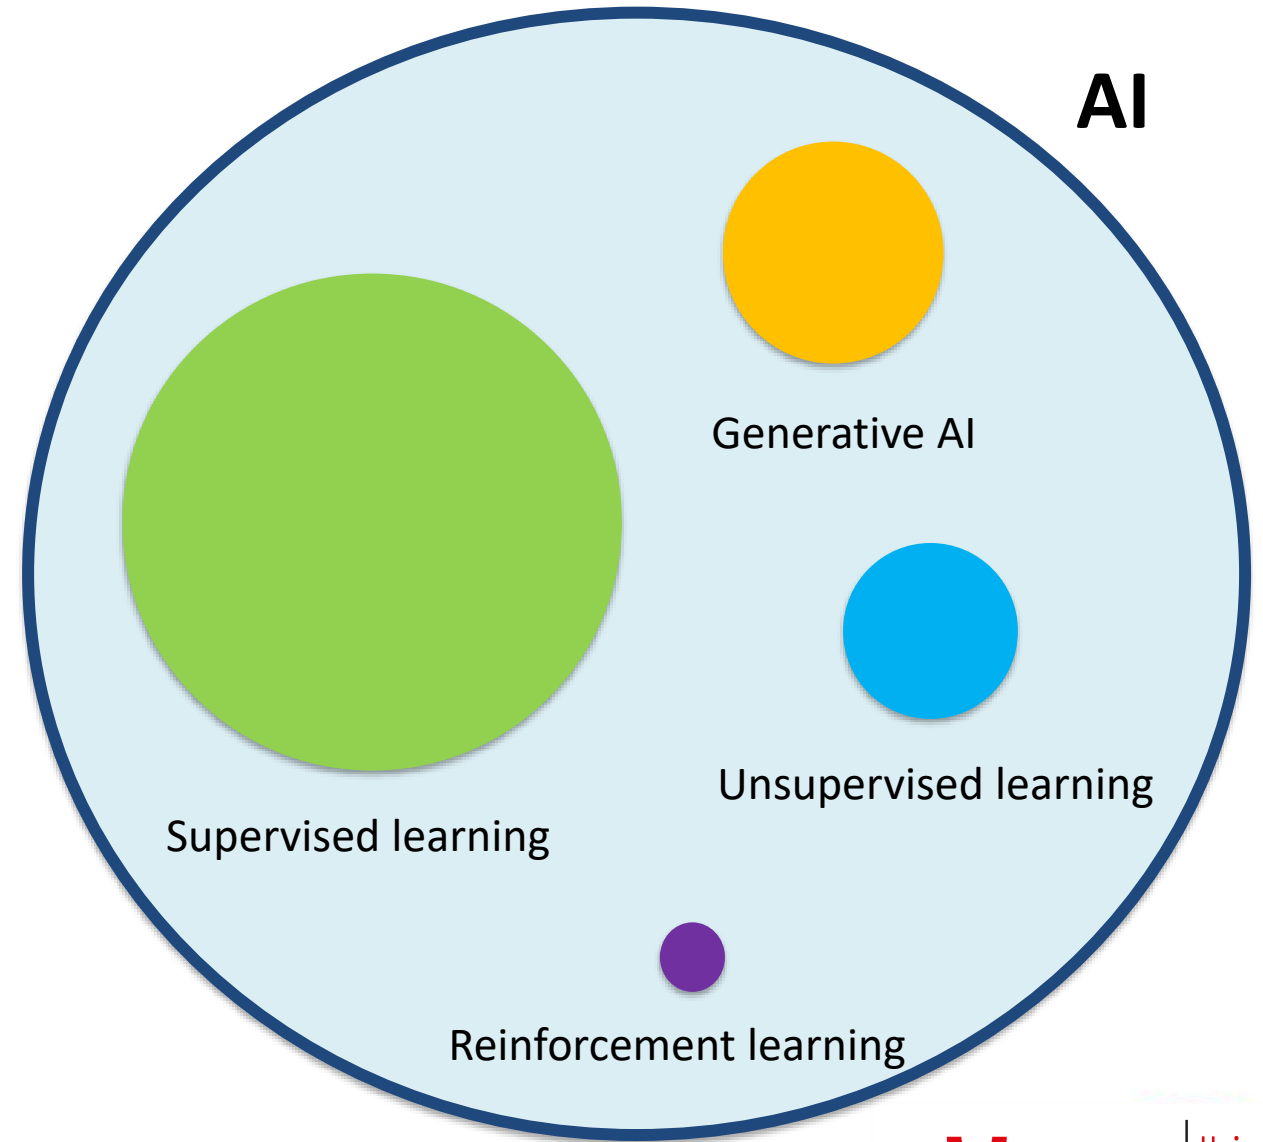 AI
Generative AI
Unsupervised learning
Supervised learning
Reinforcement learning